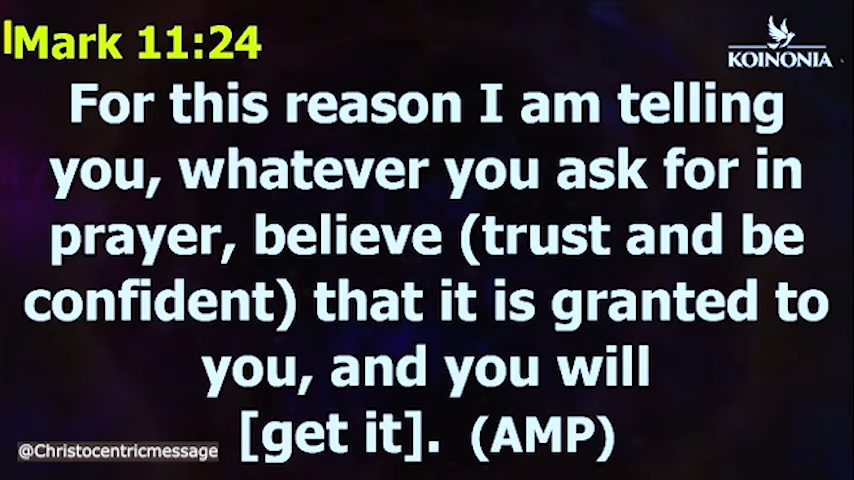 Mark 11:24
KOINONIA
For this reason I am telling
you, whatever you ask for in
prayer, believe (trust and be
confident) that it is granted to
you, and you will
[get it]. (AMP)
@Christocentricmessage